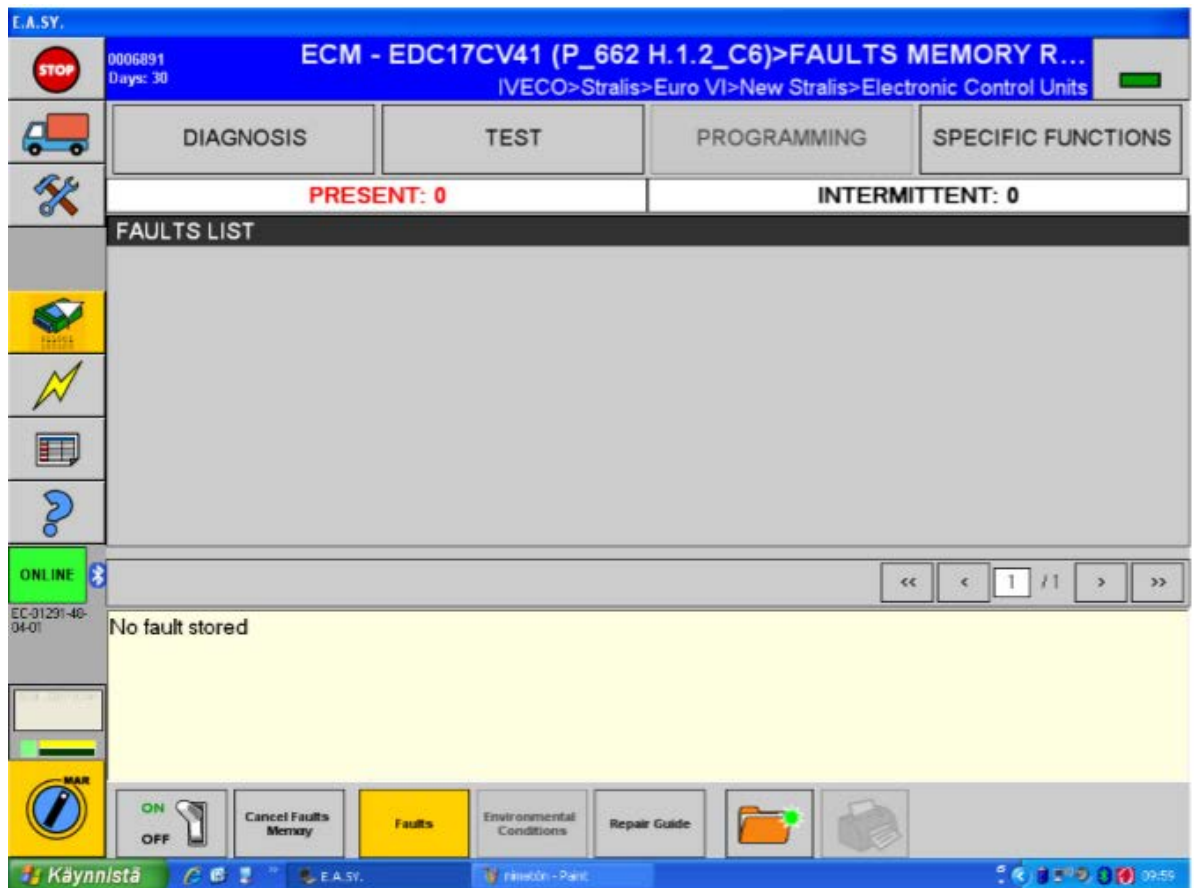 E.A.SY.
STOP
0006891
Days: 30
ECM - EDC17CV41 (P_662 H.1.2_C6)>FAULTS MEMORY R...
IVECO>Stralis>Euro VI>New Stralis>Electronic Control Units
DIAGNOSIS
TEST
PROGRAMMING
SPECIFIC FUNCTIONS
PRESENT: 0
INTERMITTENT: 0
FAULTS LIST
ONLINE
<< < 1 /1 > >>
EC-01291-48-
04-01
No fault stored
MAR
ON
OFF
Cancel Faults
Memory
Faults
Environmental
Conditions
Repair Guide
Käynnistä
E.A.SY.
nimetön - Paint
09:59